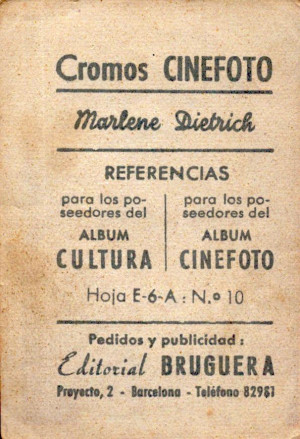 Cromos CINEFOTO
Marlene Dietrich
REFERENCIAS
para los po-
seedores del
ALBUM
CULTURA
para los po-
seedores del
ALBUM
CINEFOTO
Hoja E-6-A: N.º 10
Pedidos y publicidad:
Editorial BRUGUERA
Proyecto, 2 - Barcelona - Teléfono 82951